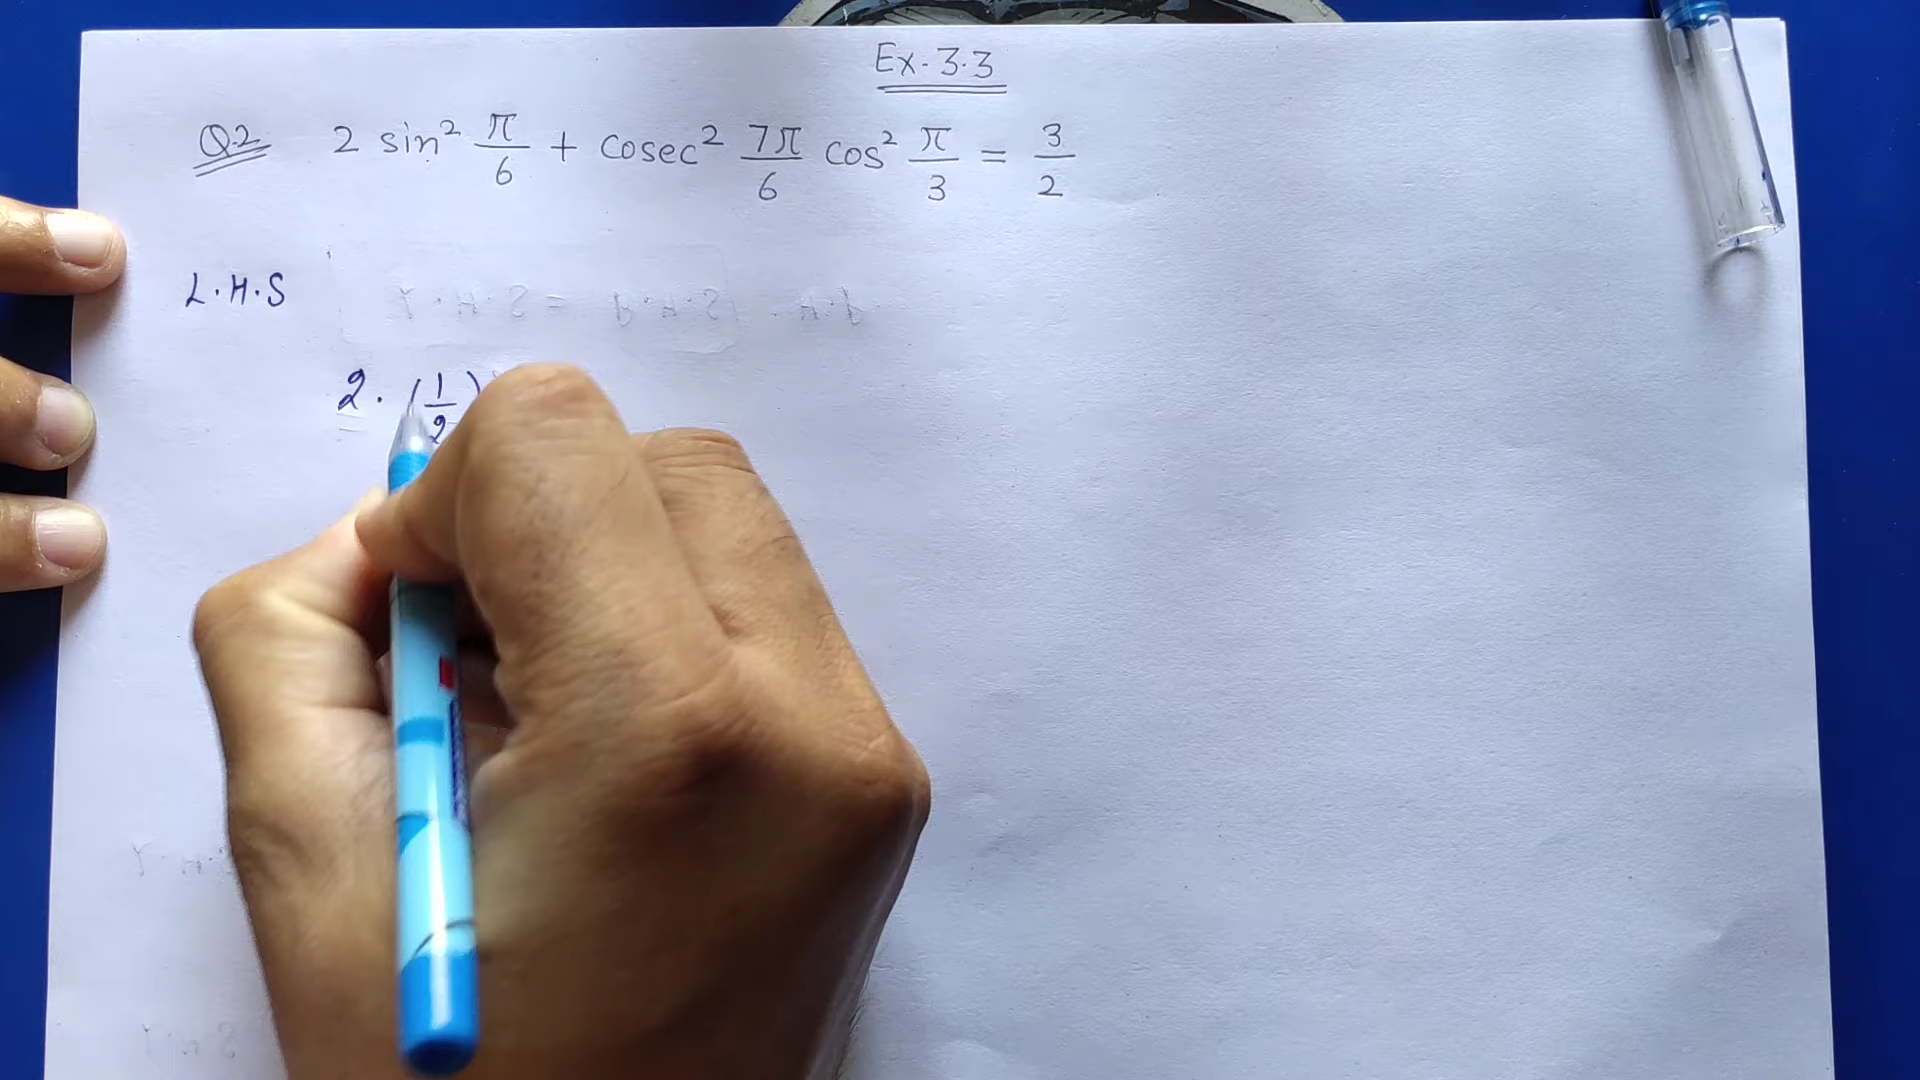 Ex. 3.3
Q.2 2 sin² π/6 + cosec² 7π/6 cos² π/3 = 3/2
L.H.S
2 . (1/2)